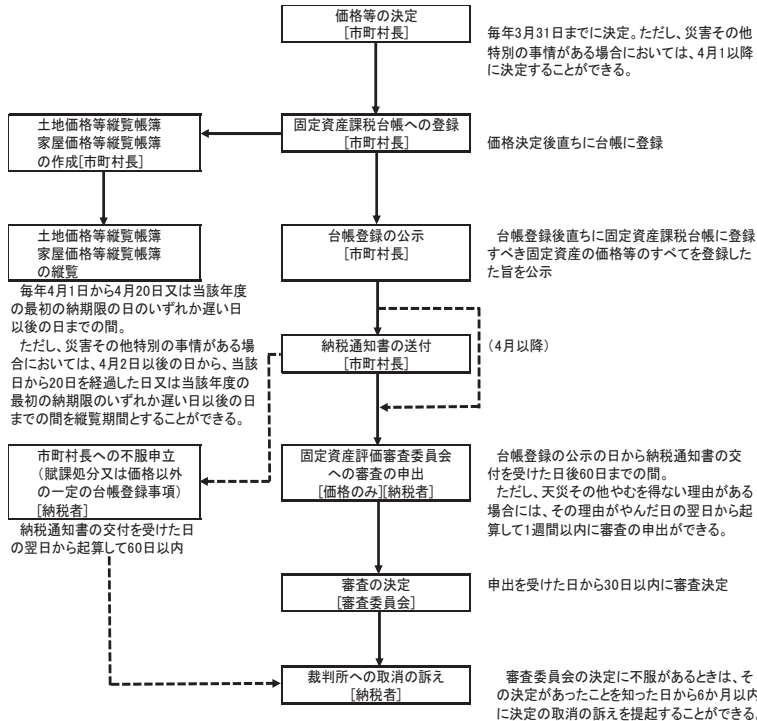 価格等の決定
[市町村長]
毎年3月31日までに決定。ただし、災害その他
特別の事情がある場合においては、4月1以降
に決定することができる。
固定資産課税台帳への登録
[市町村長]
価格決定後直ちに台帳に登録
土地価格等縦覧帳簿
家屋価格等縦覧帳簿
の作成[市町村長]
土地価格等縦覧帳簿
家屋価格等縦覧帳簿
の縦覧
毎年4月1日から4月20日又は当該年度
の最初の納期限の日のいずれか遅い日
以後の日までの間。
ただし、災害その他特別の事情がある場
合においては、4月2日以後の日から、当該
日から20日を経過した日又は当該年度の
最初の納期限のいずれか遅い日以後の日
までの間を縦覧期間とすることができる。
台帳登録の公示
[市町村長]
台帳登録後直ちに固定資産課税台帳に登録
すべき固定資産の価格等のすべてを登録した
た旨を公示
納税通知書の送付
[市町村長]
(4月以降)
市町村長への不服申立
(賦課処分又は価格以外
の一定の台帳登録事項)
[納税者]
納税通知書の交付を受けた日
の翌日から起算して60日以内
固定資産評価審査委員会
への審査の申出
[価格のみ][納税者]
台帳登録の公示の日から納税通知書の交
付を受けた日後60日までの間。
ただし、天災その他やむを得ない理由がある
場合には、その理由がやんだ日の翌日から起
算して1週間以内に審査の申出ができる。
審査の決定
[審査委員会]
申出を受けた日から30日以内に審査決定
裁判所への取消の訴え
[納税者]
審査委員会の決定に不服があるときは、そ
の決定があったことを知った日から6か月以内
に決定の取消の訴えを提起することができる。